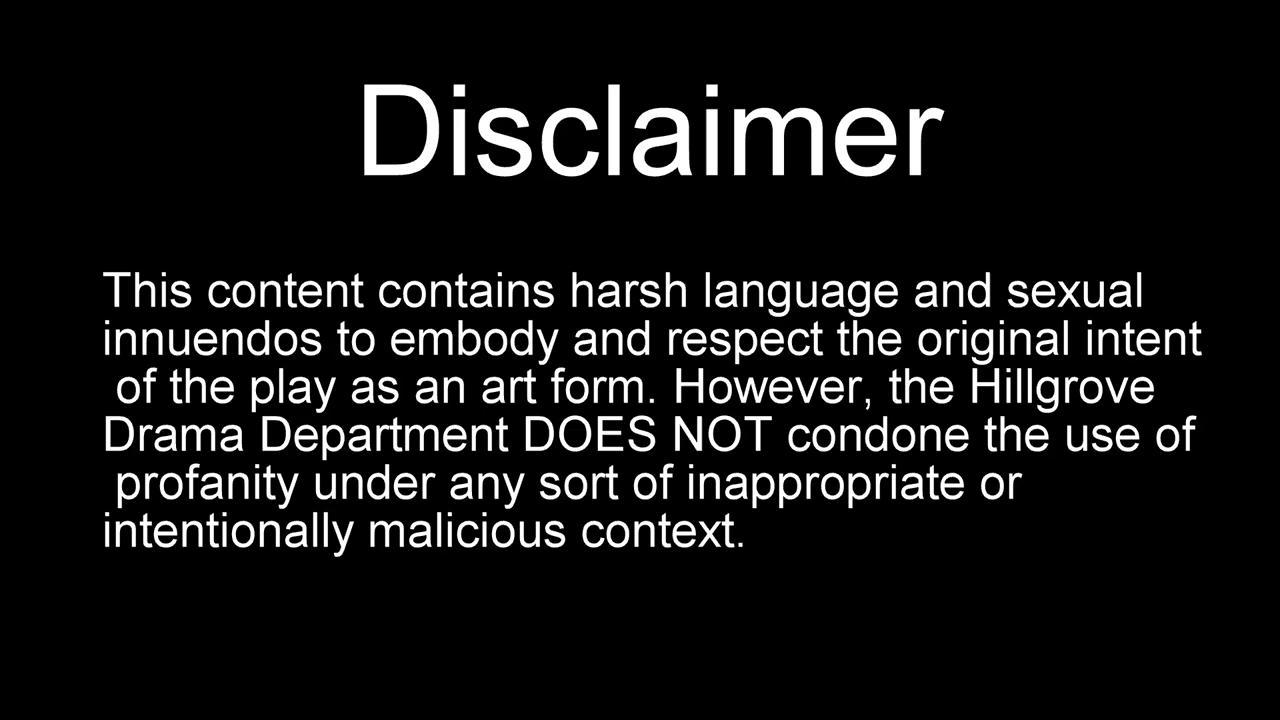 Disclaimer
This content contains harsh language and sexual
innuendos to embody and respect the original intent
of the play as an art form. However, the Hillgrove
Drama Department DOES NOT condone the use of
profanity under any sort of inappropriate or
intentionally malicious context.